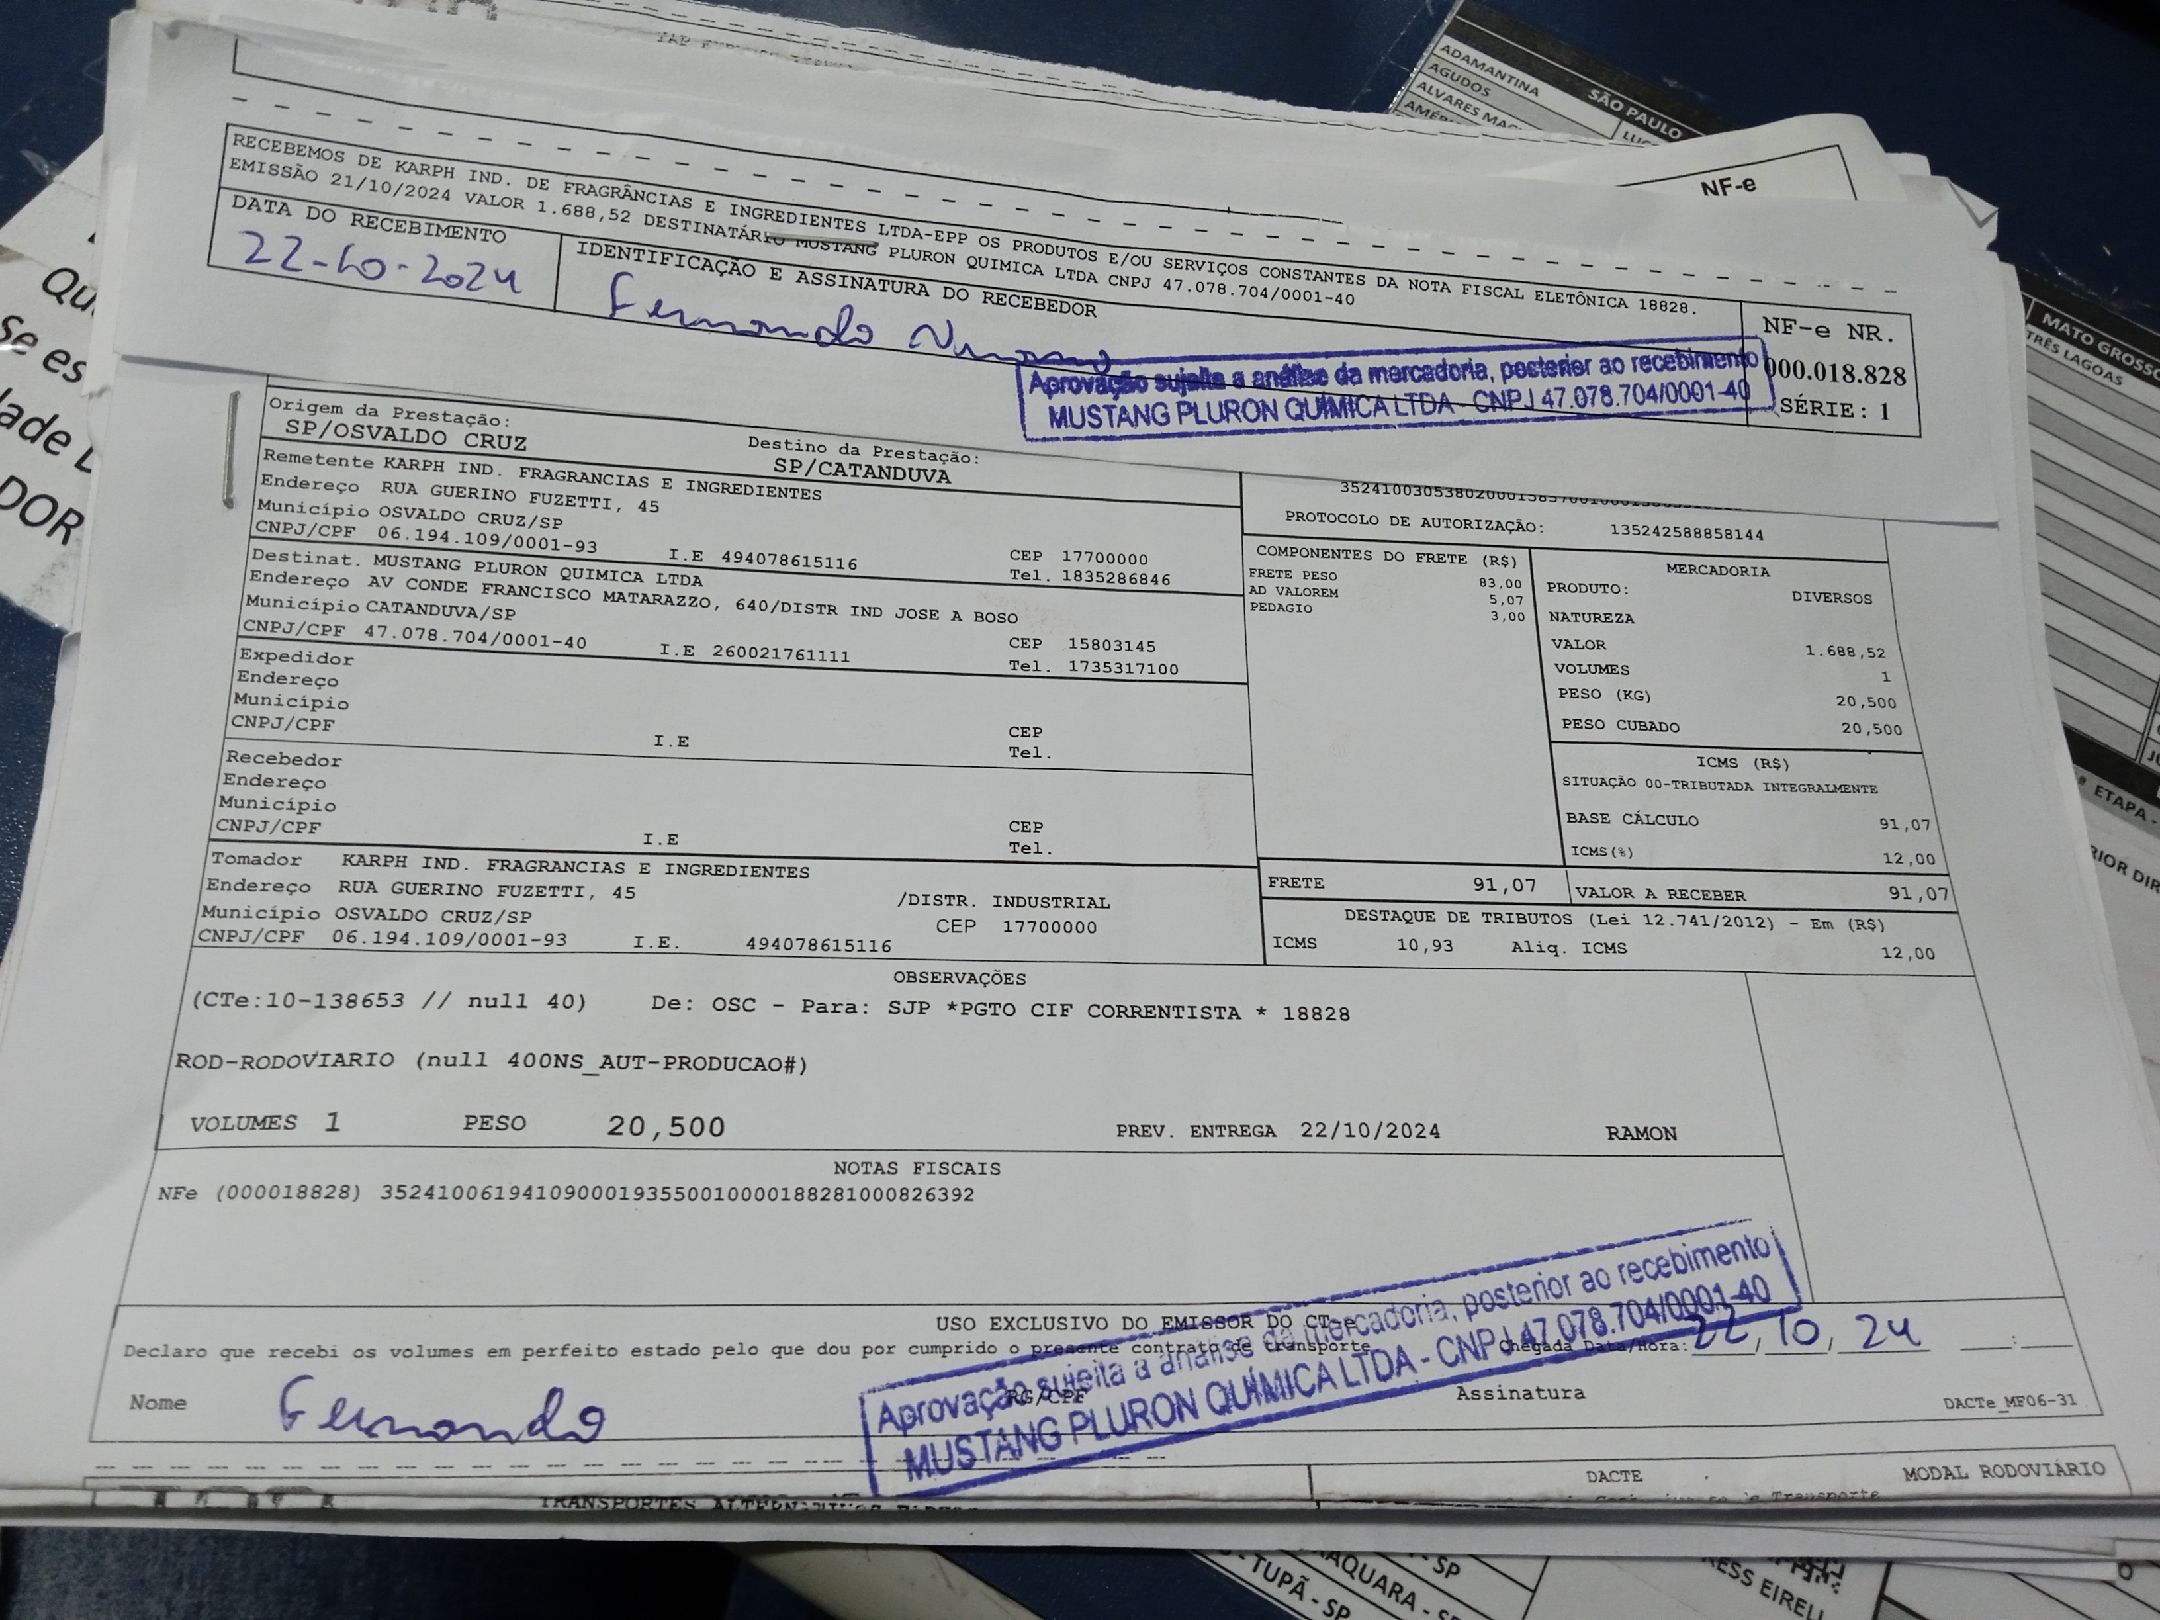 ADAMANTINA
SÃO PAULO
AGUDOS
NF-e
RECEBEMOS DE KARPH IND. DE FRAGRÂNCIAS E INGREDIENTES LTDA-EPP OS PRODUTOS E/OU SERVIÇOS CONSTANTES DA NOTA FISCAL ELETÔNICA 18828.
EMISSÃO 21/10/2024 VALOR 1.688,52 DESTINATÁRIO MUSTANG PLURON QUIMICA LTDA CNPJ 47.078.704/0001-40
DATA DO RECEBIMENTO
22-10-2024
IDENTIFICAÇÃO E ASSINATURA DO RECEBEDOR
Fernando
NF-e NR.
000.018.828
SÉRIE: 1
Aprovação sujeita a análise da mercadoria, posterior ao recebimento
MUSTANG PLURON QUÍMICA LTDA - CNPJ 47.078.704/0001-40
MATO GROSSO
TRÊS LAGOAS
Origem da Prestação:
SP/OSVALDO CRUZ
Destino da Prestação:
SP/CATANDUVA
Remetente KARPH IND. FRAGRANCIAS E INGREDIENTES
Endereço RUA GUERINO FUZETTI, 45
Município OSVALDO CRUZ/SP
CNPJ/CPF 06.194.109/0001-93 I.E 494078615116 CEP 17700000
Tel. 1835286846
Destinat. MUSTANG PLURON QUIMICA LTDA
Endereço AV CONDE FRANCISCO MATARAZZO, 640/DISTR IND JOSE A BOSO
Município CATANDUVA/SP
CNPJ/CPF 47.078.704/0001-40 I.E 260021761111 CEP 15803145
Tel. 1735317100
Expedidor
Endereço
Município
CNPJ/CPF I.E CEP
Tel.
Recebedor
Endereço
Município
CNPJ/CPF I.E CEP
Tel.
Tomador KARPH IND. FRAGRANCIAS E INGREDIENTES
Endereço RUA GUERINO FUZETTI, 45 /DISTR. INDUSTRIAL
Município OSVALDO CRUZ/SP CEP 17700000
CNPJ/CPF 06.194.109/0001-93 I.E. 494078615116
PROTOCOLO DE AUTORIZAÇÃO: 135242588858144
COMPONENTES DO FRETE (R$)
FRETE PESO 83,00
AD VALOREM 5,07
PEDAGIO 3,00
MERCADORIA
PRODUTO: DIVERSOS
NATUREZA
VALOR 1.688,52
VOLUMES 1
PESO (KG) 20,500
PESO CUBADO 20,500
ICMS (R$)
SITUAÇÃO 00-TRIBUTADA INTEGRALMENTE
BASE CÁLCULO 91,07
ICMS(%) 12,00
FRETE 91,07 VALOR A RECEBER 91,07
DESTAQUE DE TRIBUTOS (Lei 12.741/2012) - Em (R$)
ICMS 10,93 Aliq. ICMS 12,00
OBSERVAÇÕES
(CTe:10-138653 // null 40) De: OSC - Para: SJP *PGTO CIF CORRENTISTA * 18828
ROD-RODOVIARIO (null 400NS_AUT-PRODUCAO#)
VOLUMES 1 PESO 20,500 PREV. ENTREGA 22/10/2024 RAMON
NOTAS FISCAIS
NFe (000018828) 35241006194109000193550010000188281000826392
USO EXCLUSIVO DO EMISSOR DO CT-e
Declaro que recebi os volumes em perfeito estado pelo que dou por cumprido o presente contrato de transporte Chegada Data/Hora: 22/10/24 :
Nome Fernando RG/CPF Assinatura
DACTe_MF06-31
Aprovação sujeita a análise da mercadoria, posterior ao recebimento
MUSTANG PLURON QUÍMICA LTDA - CNPJ 47.078.704/0001-40
DACTE MODAL RODOVIÁRIO
- TUPÃ - SP